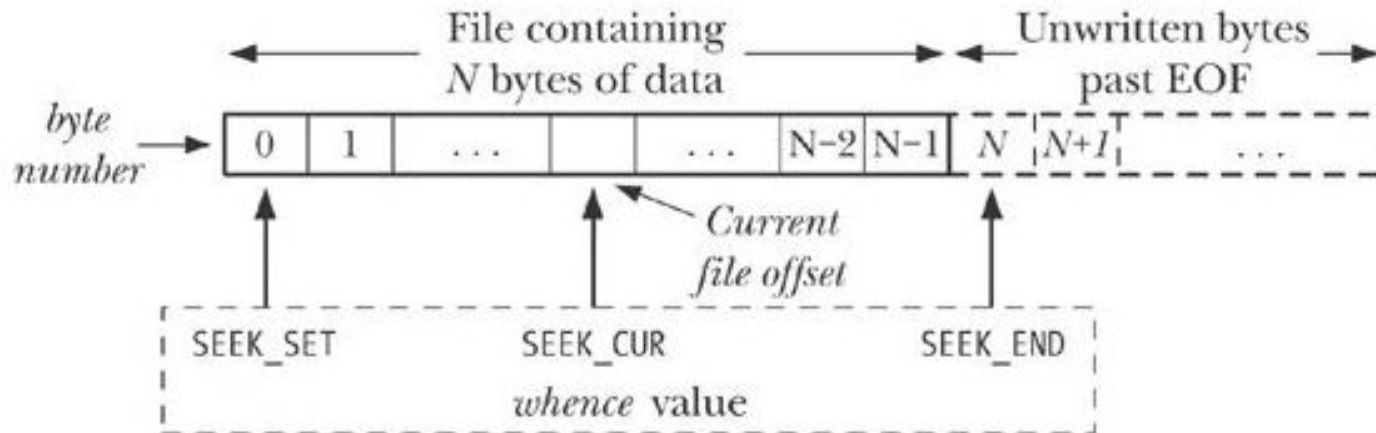 File containing
N bytes of data
Unwritten bytes
past EOF
byte
number
0 1 ... ... N-2 N-1 N N+1 ...
Current
file offset
SEEK_SET SEEK_CUR SEEK_END
whence value